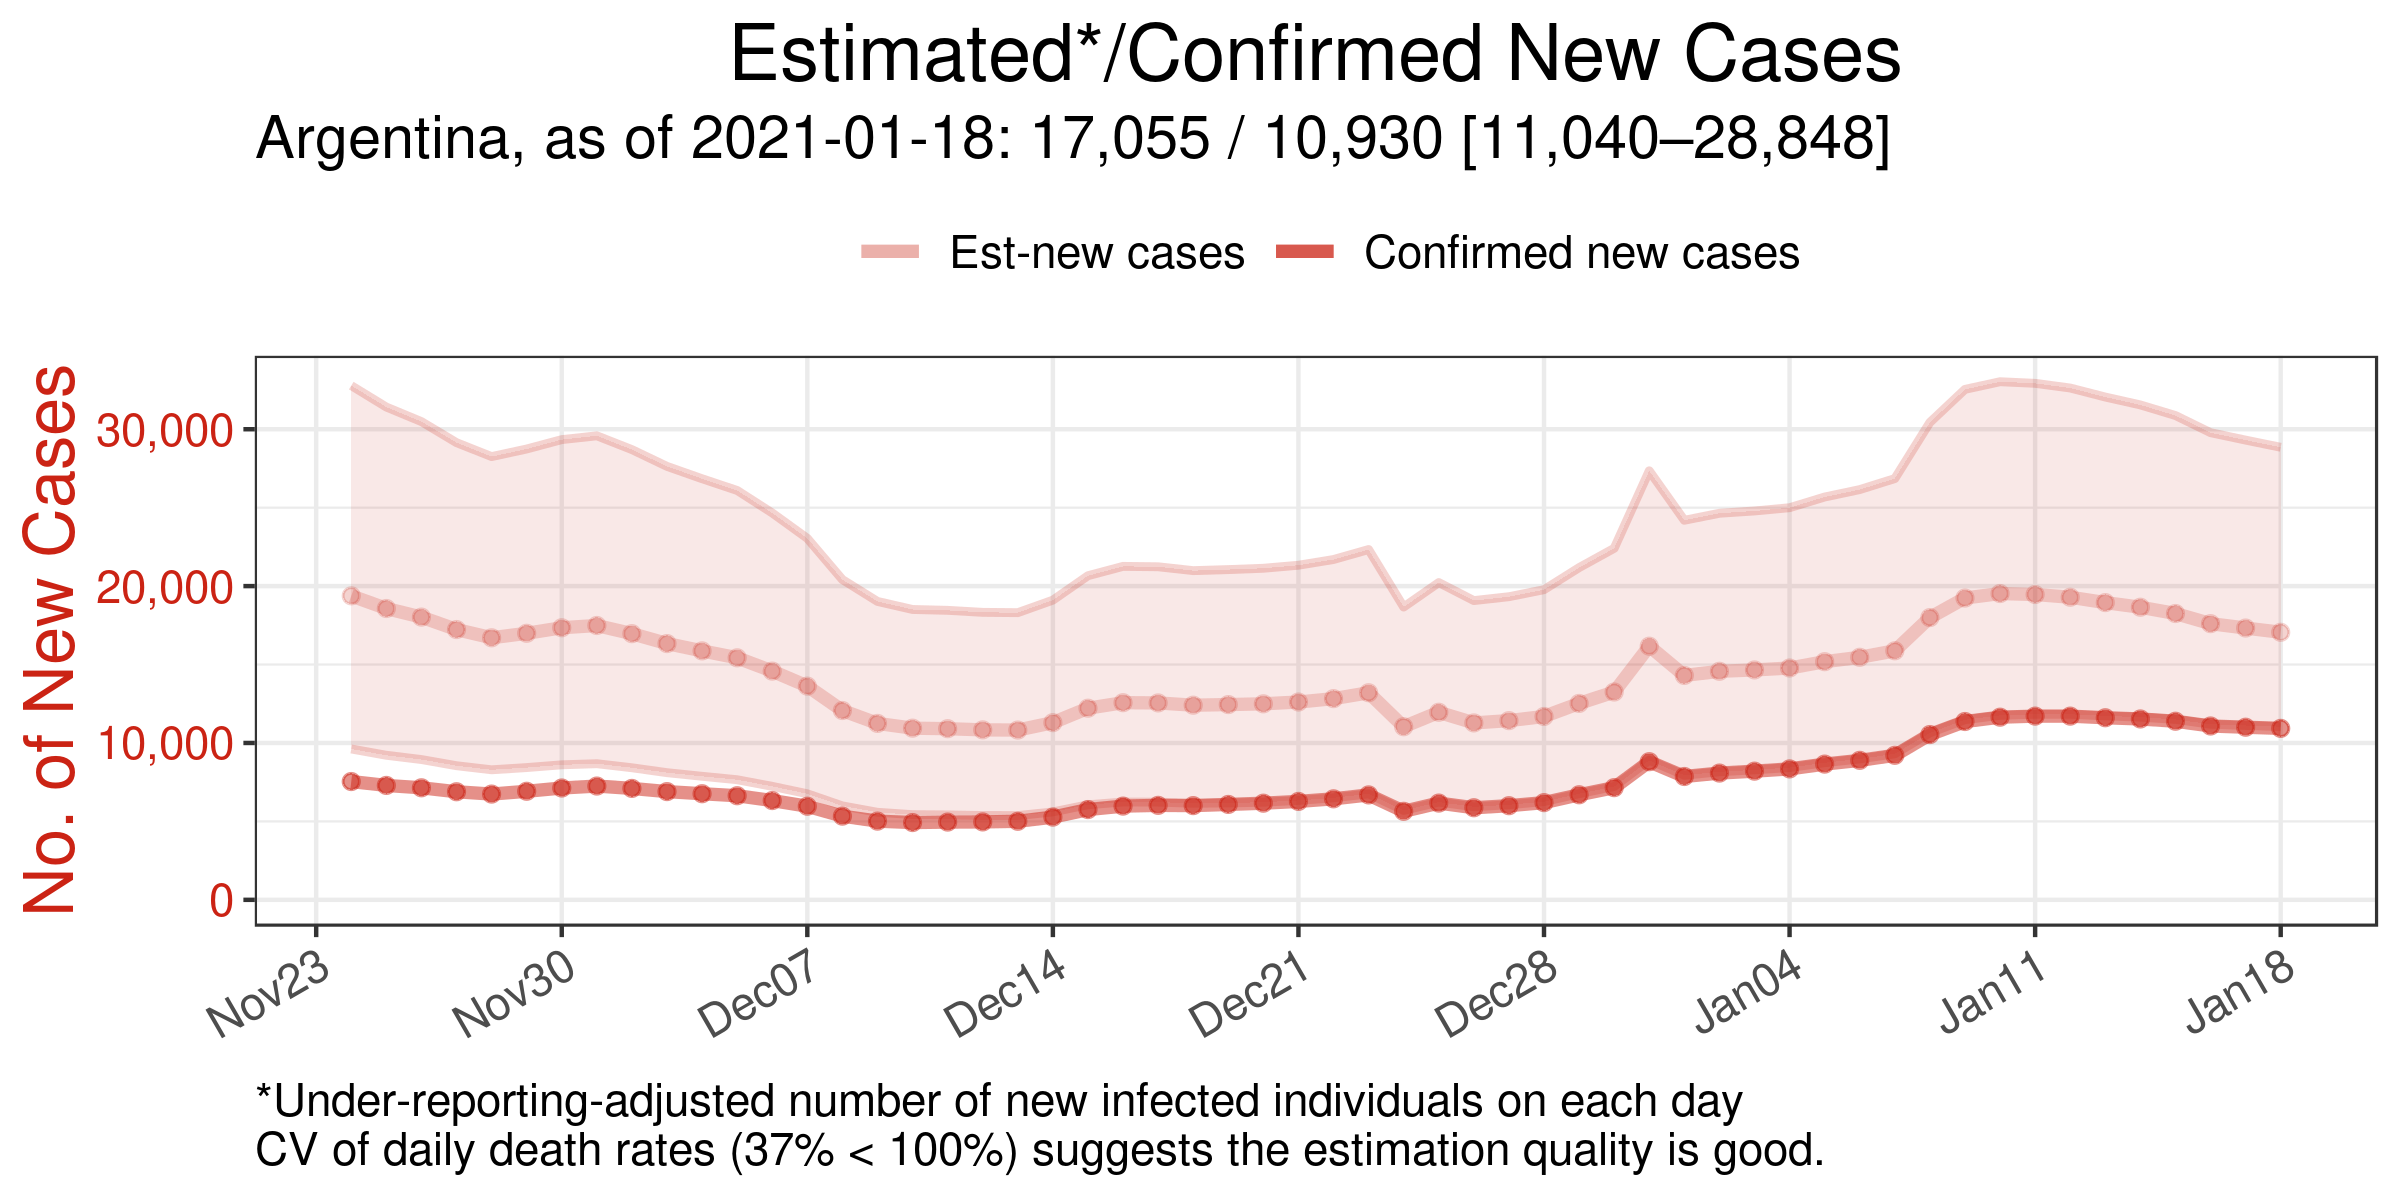 Estimated*/Confirmed New Cases
Argentina, as of 2021-01-18: 17,055 / 10,930 [11,040–28,848]
Est-new cases
Confirmed new cases
No. of New Cases
30,000
20,000
10,000
0
Nov23
Nov30
Dec07
Dec14
Dec21
Dec28
Jan04
Jan11
Jan18
*Under-reporting-adjusted number of new infected individuals on each day
CV of daily death rates (37% < 100%) suggests the estimation quality is good.